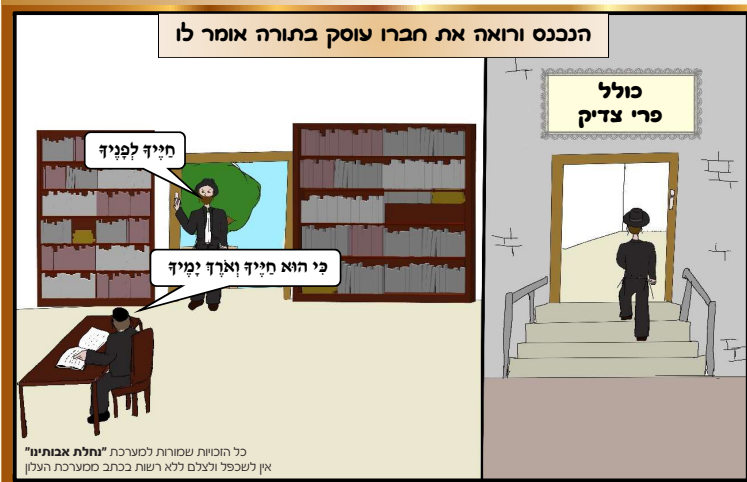 הנכנס ורואה את חברו עוסק בתורה אומר לו
כולל
פרי צדיק
חַיֶּיךָ לְפָנֶיךָ
כִּי הוּא חַיֶּיךָ וְאֹרֶךְ יָמֶיךָ
כל הזכויות שמורות למערכת "נחלת אבותינו"
אין לשכפל ולצלם ללא רשות בכתב ממערכת העלון